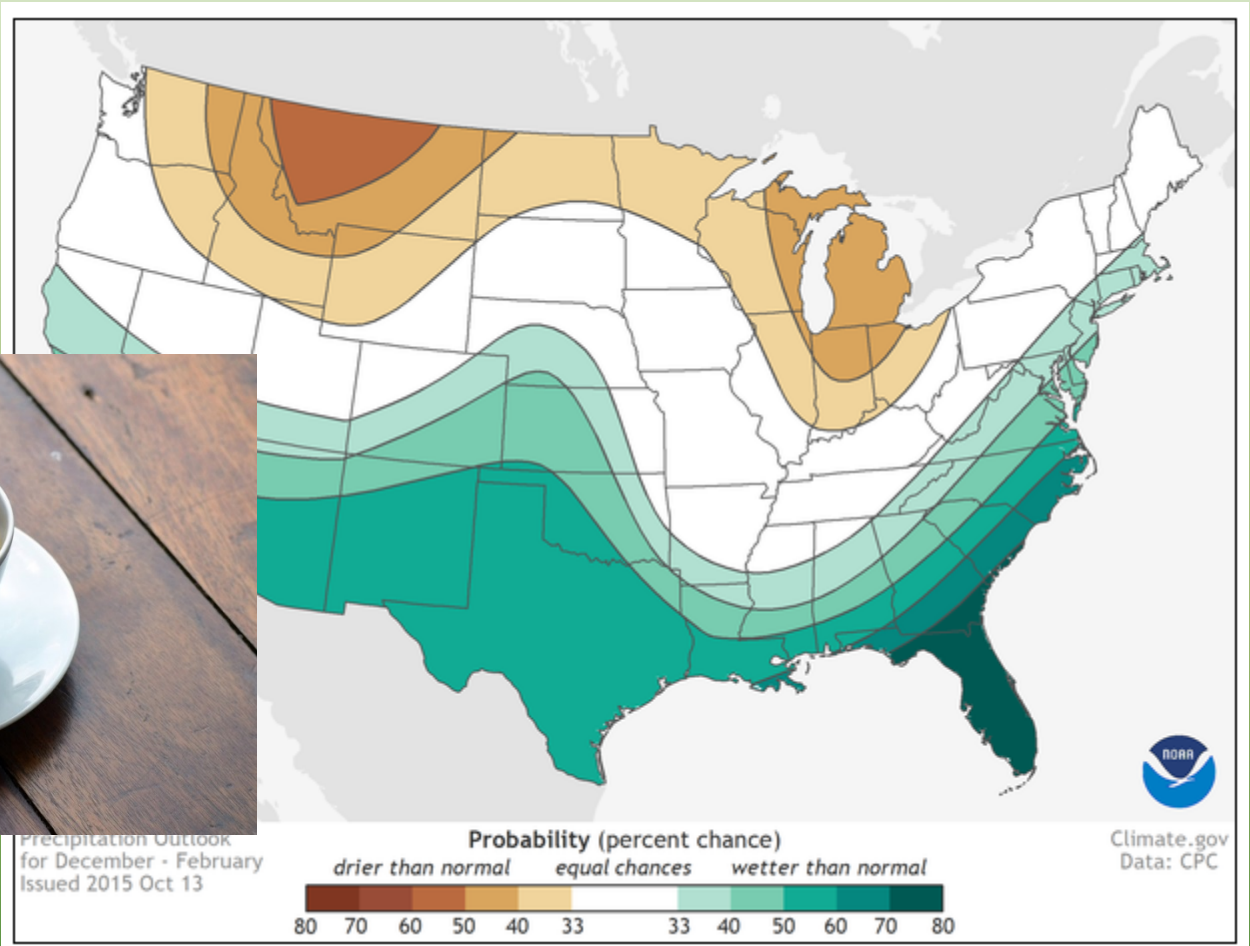 NOAA
Precipitation Outlook
for December - February
Issued 2015 Oct 13
Probability (percent chance)
drier than normal equal chances wetter than normal
80 70 60 50 40 33 33 40 50 60 70 80
Climate.gov
Data: CPC